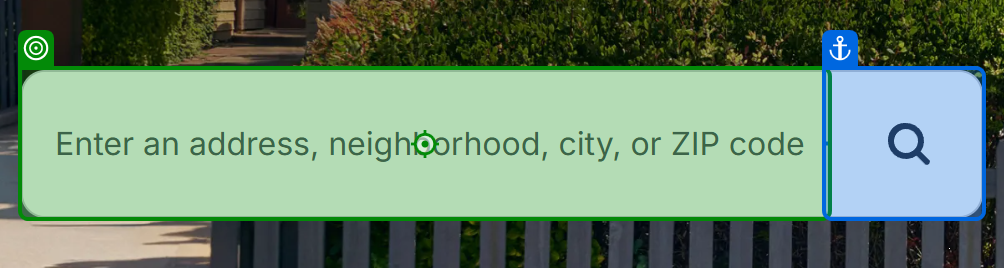 Enter an address, neighborhood, city, or ZIP code